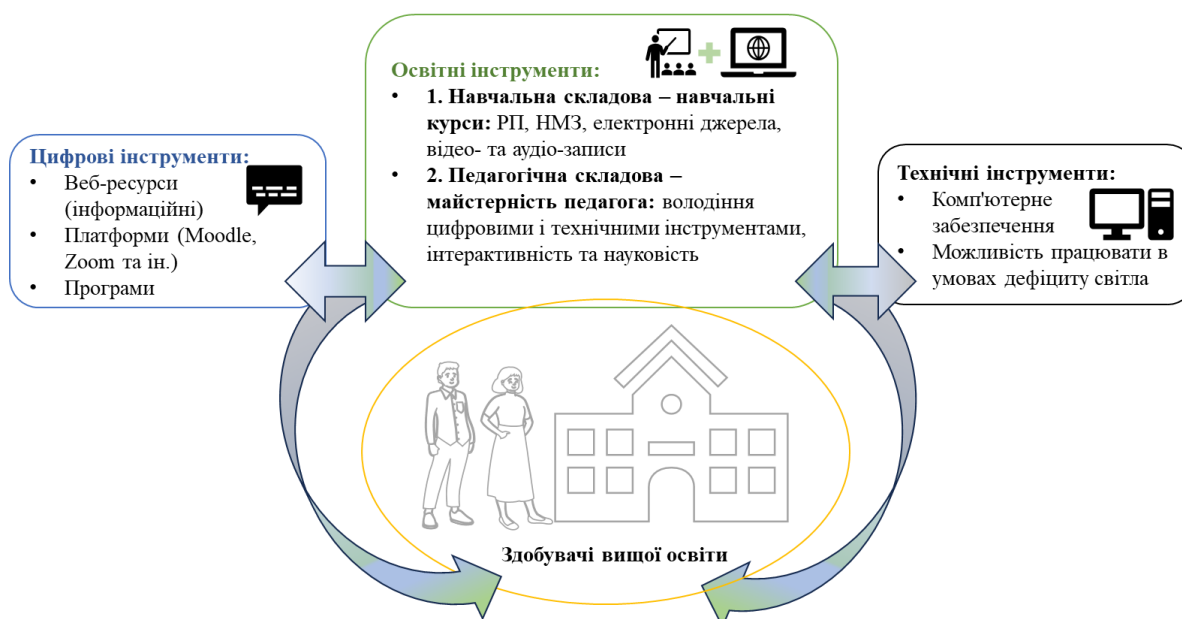 Освітні інструменти:
• 1. Навчальна складова – навчальні
курси: РП, НМЗ, електронні джерела,
відео- та аудіо-записи
• 2. Педагогічна складова –
майстерність педагога: володіння
цифровими і технічними інструментами,
інтерактивність та науковість
Цифрові інструменти:
• Веб-ресурси
(інформаційні)
• Платформи (Moodle,
Zoom та ін.)
• Програми
Технічні інструменти:
• Комп'ютерне
забезпечення
• Можливість працювати в
умовах дефіциту світла
Здобувачі вищої освіти